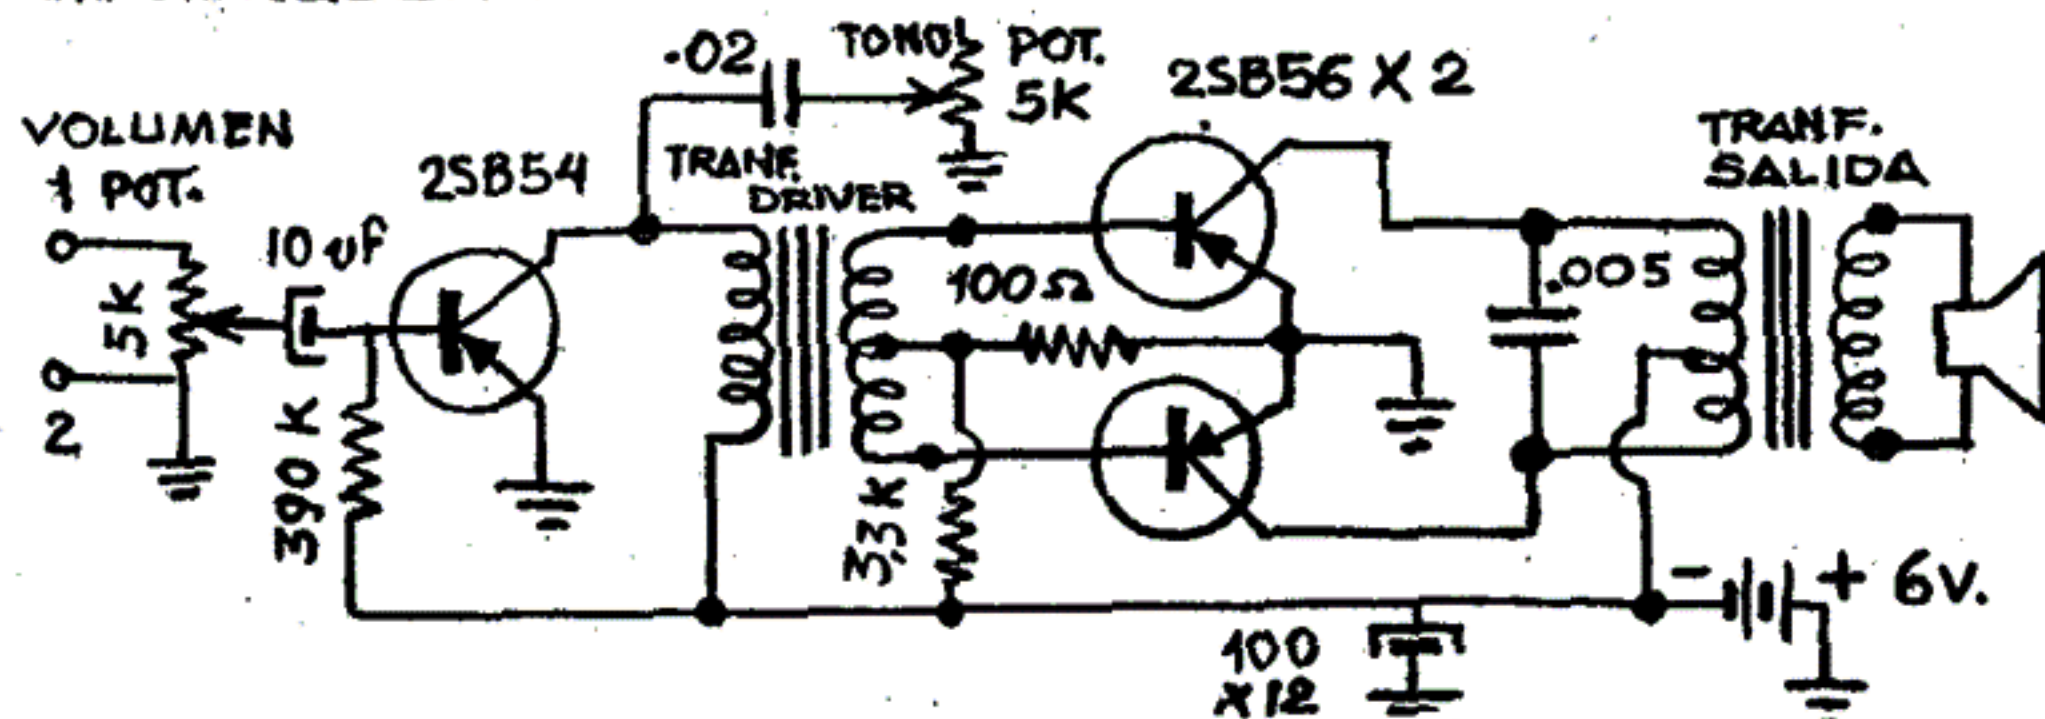 .02
TONO
POT.
5K
2SB56 X 2
VOLUMEN
1 POT.
2SB54
TRANF.
DRIVER
TRANF.
SALIDA
10 uf
5K
100Ω
.005
2
390 K
3,3 K
- + 6V.
100
X12